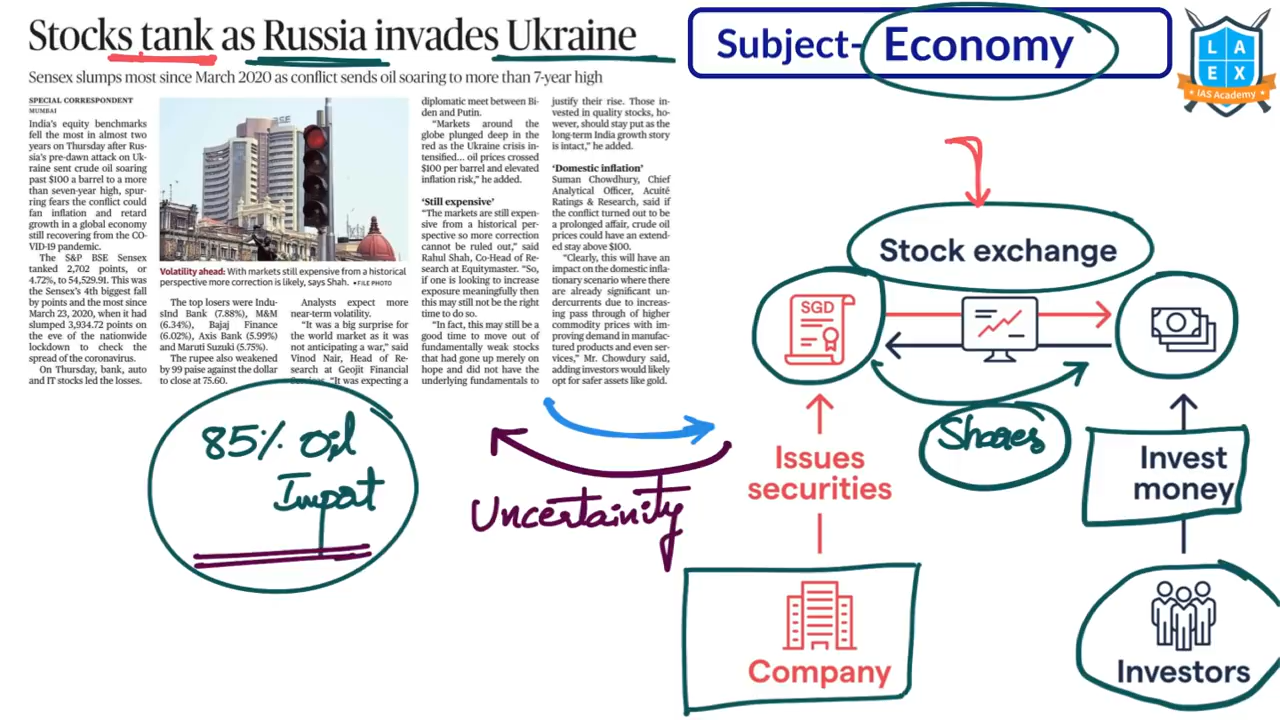 Stocks tank as Russia invades Ukraine
Sensex slumps most since March 2020 as conflict sends oil soaring to more than 7-year high
SPECIAL CORRESPONDENT
MUMBAI
India's equity benchmarks
fell the most in almost two
years on Thursday after Rus-
sia's pre-dawn attack on Uk-
raine sent crude oil soaring
past $100 a barrel to a more
than seven-year high, spur-
ring fears the conflict could
fan inflation and retard
growth in a global economy
still recovering from the CO-
VID-19 pandemic.
The S&P BSE Sensex
tanked 2,702 points, or
4.72%, to 54,529.91. This was
the Sensex's 4th biggest fall
by points and the most since
March 23, 2020, when it had
slumped 3,934.72 points on
the eve of the nationwide
lockdown to check the
spread of the coronavirus.
On Thursday, bank, auto
and IT stocks led the losses.
BSE
Volatility ahead: With markets still expensive from a historical
perspective more correction is likely, says Shah. •FILE PHOTO
The top losers were Indu-
sInd Bank (7.88%), M&M
(6.34%), Bajaj Finance
(6.02%), Axis Bank (5.99%)
and Maruti Suzuki (5.75%).
The rupee also weakened
by 99 paise against the dollar
to close at 75.60.
Analysts expect more
near-term volatility.
"It was a big surprise for
the world market as it was
not anticipating a war," said
Vinod Nair, Head of Re-
search at Geojit Financial
"It was expecting a
diplomatic meet between Bi-
den and Putin.
"Markets around the
globe plunged deep in the
red as the Ukraine crisis in-
tensified... oil prices crossed
$100 per barrel and elevated
inflation risk," he added.
'Still expensive'
"The markets are still expen-
sive from a historical per-
spective so more correction
cannot be ruled out," said
Rahul Shah, Co-Head of Re-
search at Equitymaster. "So,
if one is looking to increase
exposure meaningfully then
this may still not be the right
time to do so.
"In fact, this may still be a
good time to move out of
fundamentally weak stocks
that had gone up merely on
hope and did not have the
underlying fundamentals to
justify their rise. Those in-
vested in quality stocks, ho-
wever, should stay put as the
long-term India growth story
is intact," he added.
'Domestic inflation'
Suman Chowdhury, Chief
Analytical Officer, Acuité
Ratings & Research, said if
the conflict turned out to be
a prolonged affair, crude oil
prices could have an extend-
ed stay above $100.
"Clearly, this will have an
impact on the domestic infla-
tionary scenario where there
are already significant un-
dercurrents due to increas-
ing pass through of higher
commodity prices with im-
proving demand in manufac-
tured products and even ser-
vices," Mr. Chowdury said,
adding investors would likely
opt for safer assets like gold.
Subject- Economy
L A
E X
IAS Academy
Stock exchange
SGD
Shares
Issues
securities
Invest
money
Company
Investors
85% Oil
Impot
Uncertainity